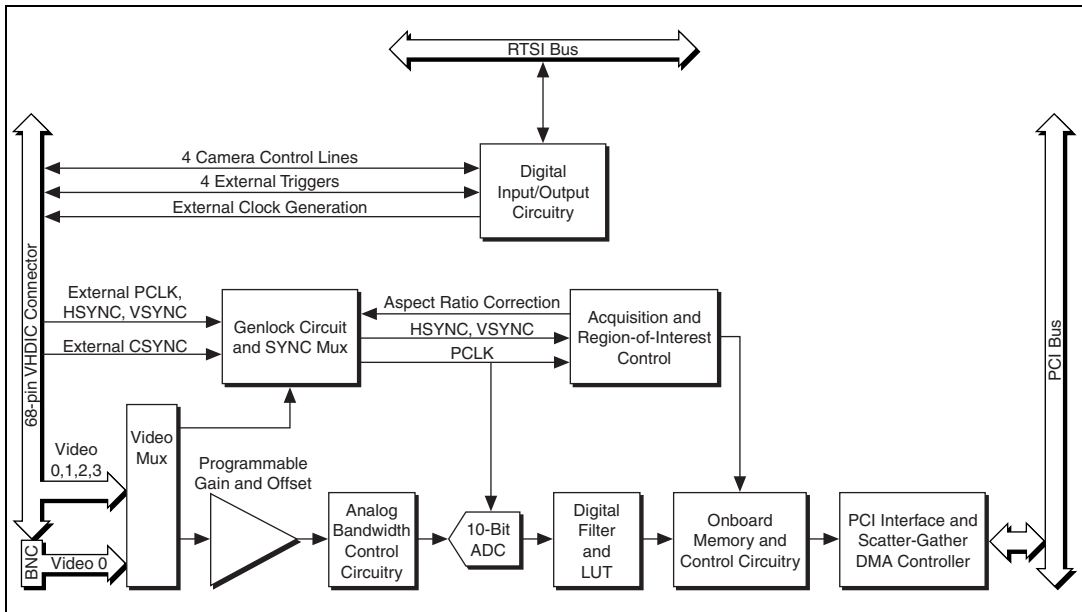 RTSI Bus
4 Camera Control Lines
4 External Triggers
External Clock Generation
Digital
Input/Output
Circuitry
68-pin VHDIC Connector
PCI Bus
External PCLK,
HSYNC, VSYNC
External CSYNC
Genlock Circuit
and SYNC Mux
Aspect Ratio Correction
HSYNC, VSYNC
PCLK
Acquisition and
Region-of-Interest
Control
Video
0,1,2,3
Video
Mux
Programmable
Gain and Offset
BNC
Video 0
Analog
Bandwidth
Control
Circuitry
10-Bit
ADC
Digital
Filter
and
LUT
Onboard
Memory and
Control Circuitry
PCI Interface and
Scatter-Gather
DMA Controller